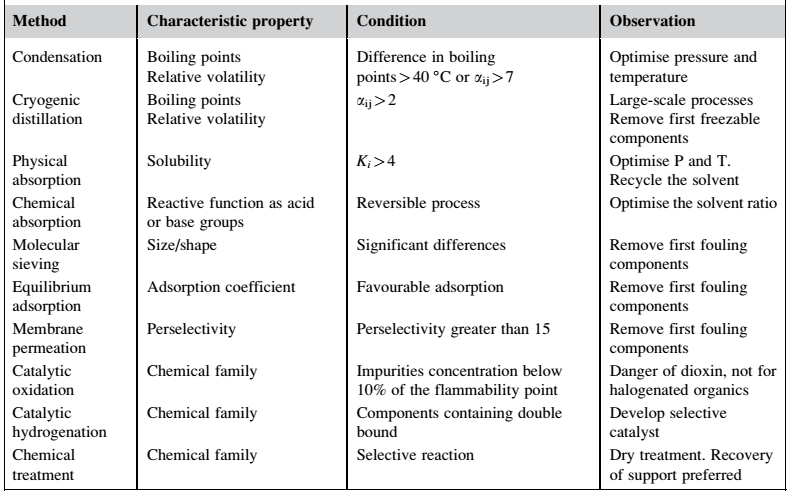 Method Characteristic property Condition Observation
Condensation Boiling points Difference in boiling Optimise pressure and
Relative volatility points>40 °C or αij>7 temperature
Cryogenic Boiling points αij>2 Large-scale processes
distillation Relative volatility Remove first freezable
components
Physical Solubility Ki>4 Optimise P and T.
absorption Recycle the solvent
Chemical Reactive function as acid Reversible process Optimise the solvent ratio
absorption or base groups
Molecular Size/shape Significant differences Remove first fouling
sieving components
Equilibrium Adsorption coefficient Favourable adsorption Remove first fouling
adsorption components
Membrane Perselectivity Perselectivity greater than 15 Remove first fouling
permeation components
Catalytic Chemical family Impurities concentration below Danger of dioxin, not for
oxidation 10% of the flammability point halogenated organics
Catalytic Chemical family Components containing double Develop selective
hydrogenation bound catalyst
Chemical Chemical family Selective reaction Dry treatment. Recovery
treatment of support preferred